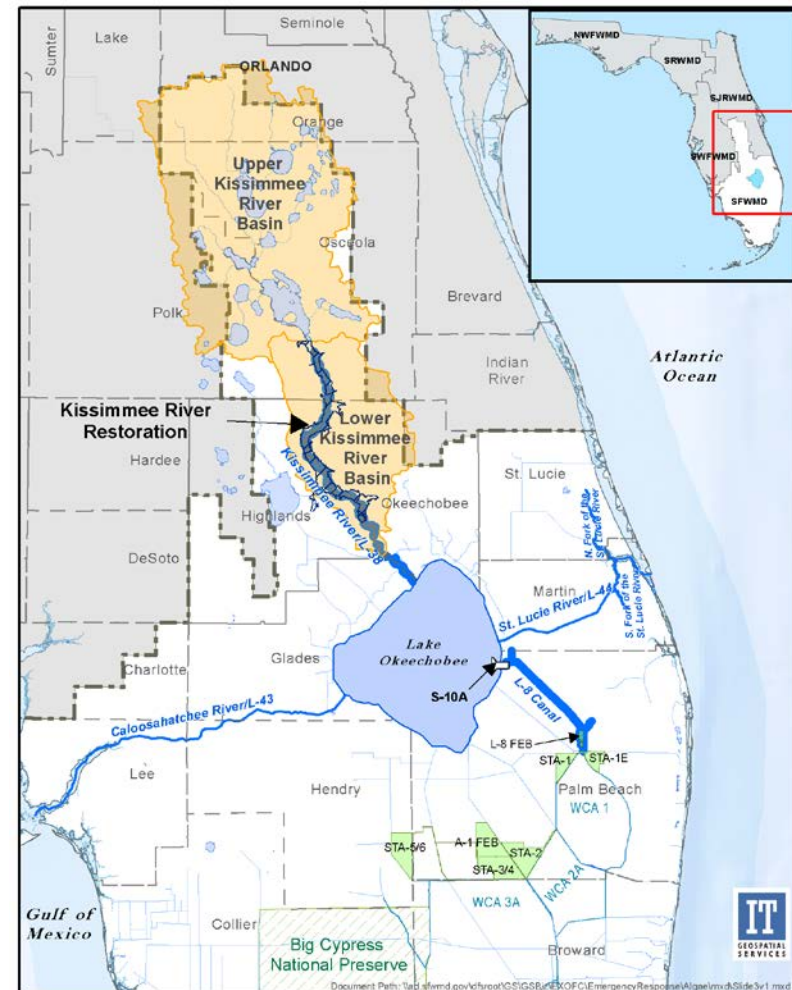 Seminole
Lake
Sumter
ORLANDO
Orange
Upper
Kissimmee
River
Basin
Osceola
Polk
Brevard
Indian
River
Atlantic
Ocean
Kissimmee River
Restoration
Lower
Kissimmee
River
Basin
Hardee
Kissimmee River/L-38
Okeechobee
Highlands
St. Lucie
N. Fork of the
St. Lucie River
S. Fork of the
St. Lucie River
DeSoto
Martin
St. Lucie River/L-44
Lake
Okeechobee
Glades
Charlotte
S-10A
L-8 Canal
Caloosahatchee River/L-43
L-8 FEB
STA-1
STA-1E
Lee
Hendry
Palm Beach
WCA 1
A-1 FEB
STA-5/6
STA-2
STA-3/4
WCA 2A
WCA 3A
Gulf of
Mexico
Collier
Big Cypress
National Preserve
Broward
NWFWMD
SRWMD
SJRWMD
SWFWMD
SFWMD
IT
GEOSPATIAL
SERVICES